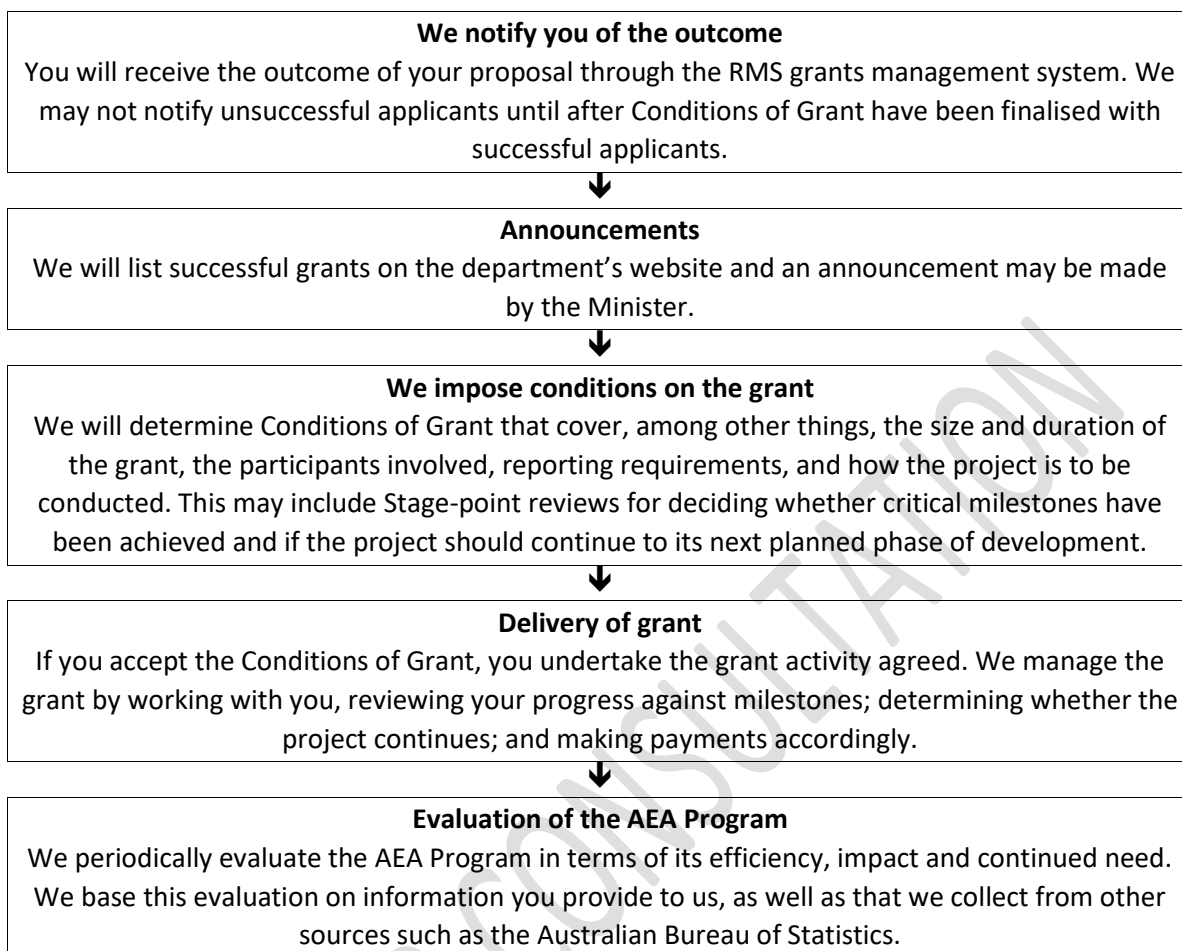 We notify you of the outcome
You will receive the outcome of your proposal through the RMS grants management system. We
may not notify unsuccessful applicants until after Conditions of Grant have been finalised with
successful applicants.
Announcements
We will list successful grants on the department’s website and an announcement may be made
by the Minister.
We impose conditions on the grant
We will determine Conditions of Grant that cover, among other things, the size and duration of
the grant, the participants involved, reporting requirements, and how the project is to be
conducted. This may include Stage-point reviews for deciding whether critical milestones have
been achieved and if the project should continue to its next planned phase of development.
Delivery of grant
If you accept the Conditions of Grant, you undertake the grant activity agreed. We manage the
grant by working with you, reviewing your progress against milestones; determining whether the
project continues; and making payments accordingly.
Evaluation of the AEA Program
We periodically evaluate the AEA Program in terms of its efficiency, impact and continued need.
We base this evaluation on information you provide to us, as well as that we collect from other
sources such as the Australian Bureau of Statistics.
CONSULTATION